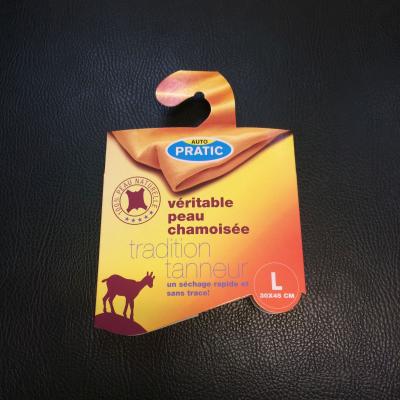 AUTO
PRATIC
100% PEAU NATURELLE
véritable
peau
chamoisée
tradition
tanneur
un séchage rapide et
sans trace!
L
30X45 CM